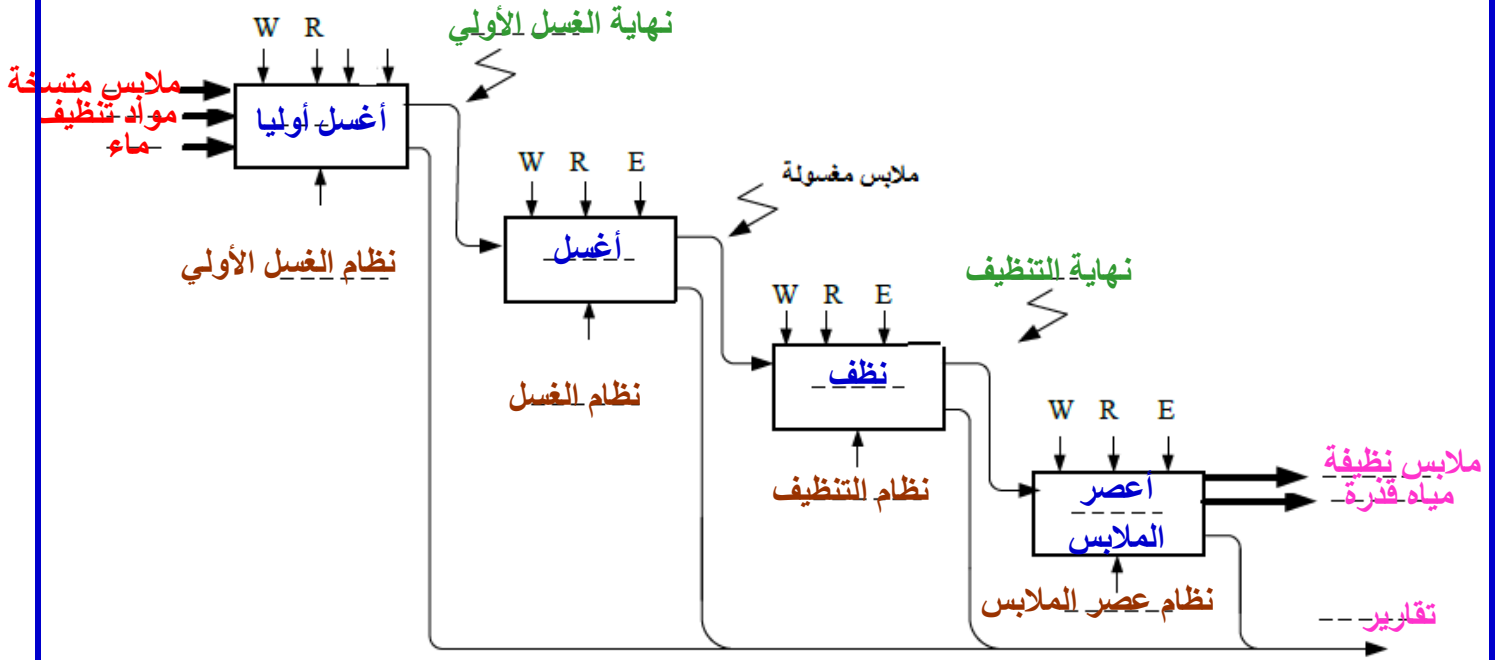 نهاية الغسل الأولي
W R
ملابس متسخة
مواد تنظيف
ماء
أغسل أوليا
نظام الغسل الأولي
W R E
ملابس مغسولة
أغسل
نظام الغسل
نهاية التنظيف
W R E
نظف
نظام التنظيف
W R E
أعصر
الملابس
ملابس نظيفة
مياه قذرة
نظام عصر الملابس
تقارير